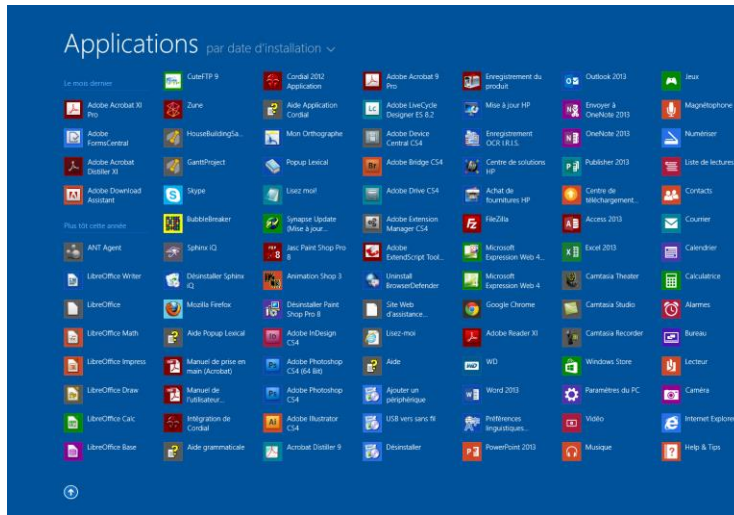 Applications par date d'installation
Le mois dernier
Adobe Acrobat XI
Pro
Adobe
FormsCentral
Adobe Acrobat
Distiller XI
Adobe Download
Assistant
Plus tôt cette année
ANT Agent
LibreOffice Writer
LibreOffice
LibreOffice Math
LibreOffice Impress
LibreOffice Draw
LibreOffice Calc
LibreOffice Base
CuteFTP 9
Zune
HouseBuildingSa...
GanttProject
Skype
BubbleBreaker
Sphinx iQ
Désinstaller Sphinx
iQ
Mozilla Firefox
Aide Popup Lexical
Manuel de prise en
main (Acrobat)
Manuel de
l'utilisateur...
Intégration de
Cordial
Aide grammaticale
Cordial 2012
Application
Aide Application
Cordial
Mon Orthographe
Popup Lexical
Lisez moi!
Synapse Update
(Mise à jour...
Jasc Paint Shop Pro
8
Animation Shop 3
Désinstaller Paint
Shop Pro 8
Adobe InDesign
CS4
Adobe Photoshop
CS4 (64 Bit)
Adobe Photoshop
CS4
Adobe Illustrator
CS4
Acrobat Distiller 9
Adobe Acrobat 9
Pro
Adobe LiveCycle
Designer ES 8.2
Adobe Device
Central CS4
Adobe Bridge CS4
Adobe Drive CS4
Adobe Extension
Manager CS4
Adobe
ExtendScript Tool...
Uninstall
BrowserDefender
Site Web
d'assistance...
Lisez-moi
Aide
Ajouter un
périphérique
USB vers sans fil
Désinstaller
Enregistrement du
produit
Mise à jour HP
Enregistrement
OCR I.R.I.S.
Centre de solutions
HP
Achat de
fournitures HP
FileZilla
Microsoft
Expression Web 4...
Microsoft
Expression Web 4
Google Chrome
Adobe Reader XI
WD
Word 2013
Préférences
linguistiques...
PowerPoint 2013
Outlook 2013
Envoyer à
OneNote 2013
OneNote 2013
Publisher 2013
Centre de
téléchargement...
Access 2013
Excel 2013
Camtasia Theater
Camtasia Studio
Camtasia Recorder
Windows Store
Paramètres du PC
Vidéo
Musique
Jeux
Magnétophone
Numériser
Liste de lectures
Contacts
Courrier
Calendrier
Calculatrice
Alarmes
Bureau
Lecteur
Caméra
Internet Explore
Help & Tips